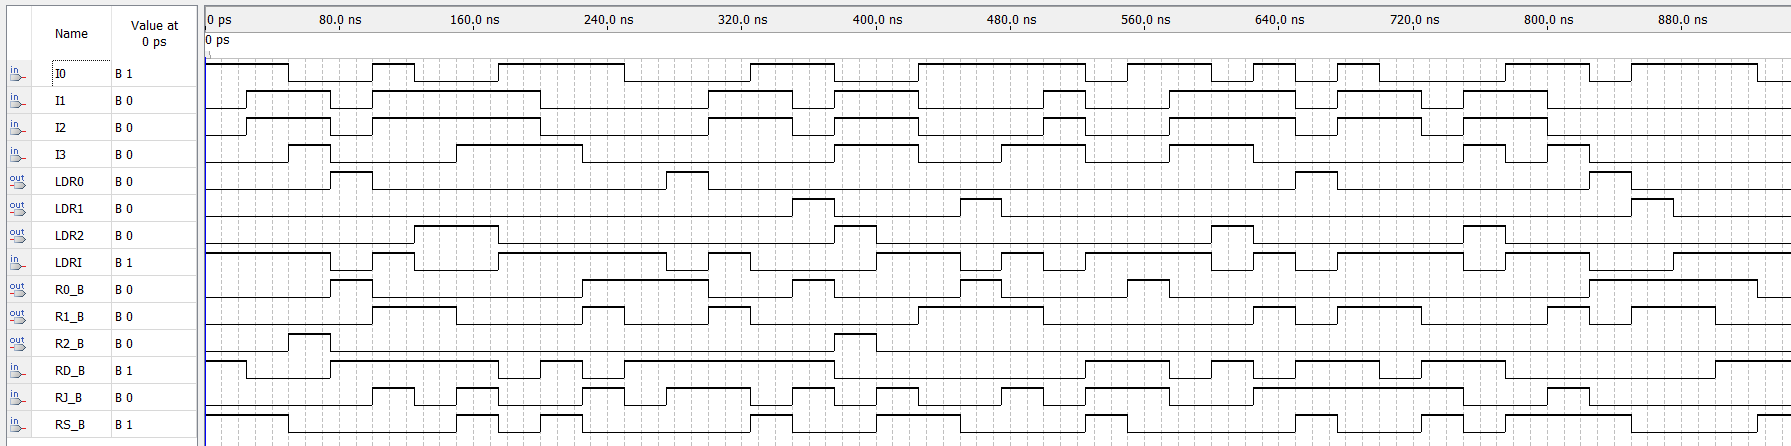 Name Value at 0 ps
0 ps 80.0 ns 160.0 ns 240.0 ns 320.0 ns 400.0 ns 480.0 ns 560.0 ns 640.0 ns 720.0 ns 800.0 ns 880.0 ns
0 ps
in I0 B 1
in I1 B 0
in I2 B 0
in I3 B 0
out LDR0 B 0
out LDR1 B 0
out LDR2 B 0
in LDRI B 1
out R0_B B 0
out R1_B B 0
out R2_B B 0
in RD_B B 1
in RJ_B B 0
in RS_B B 1